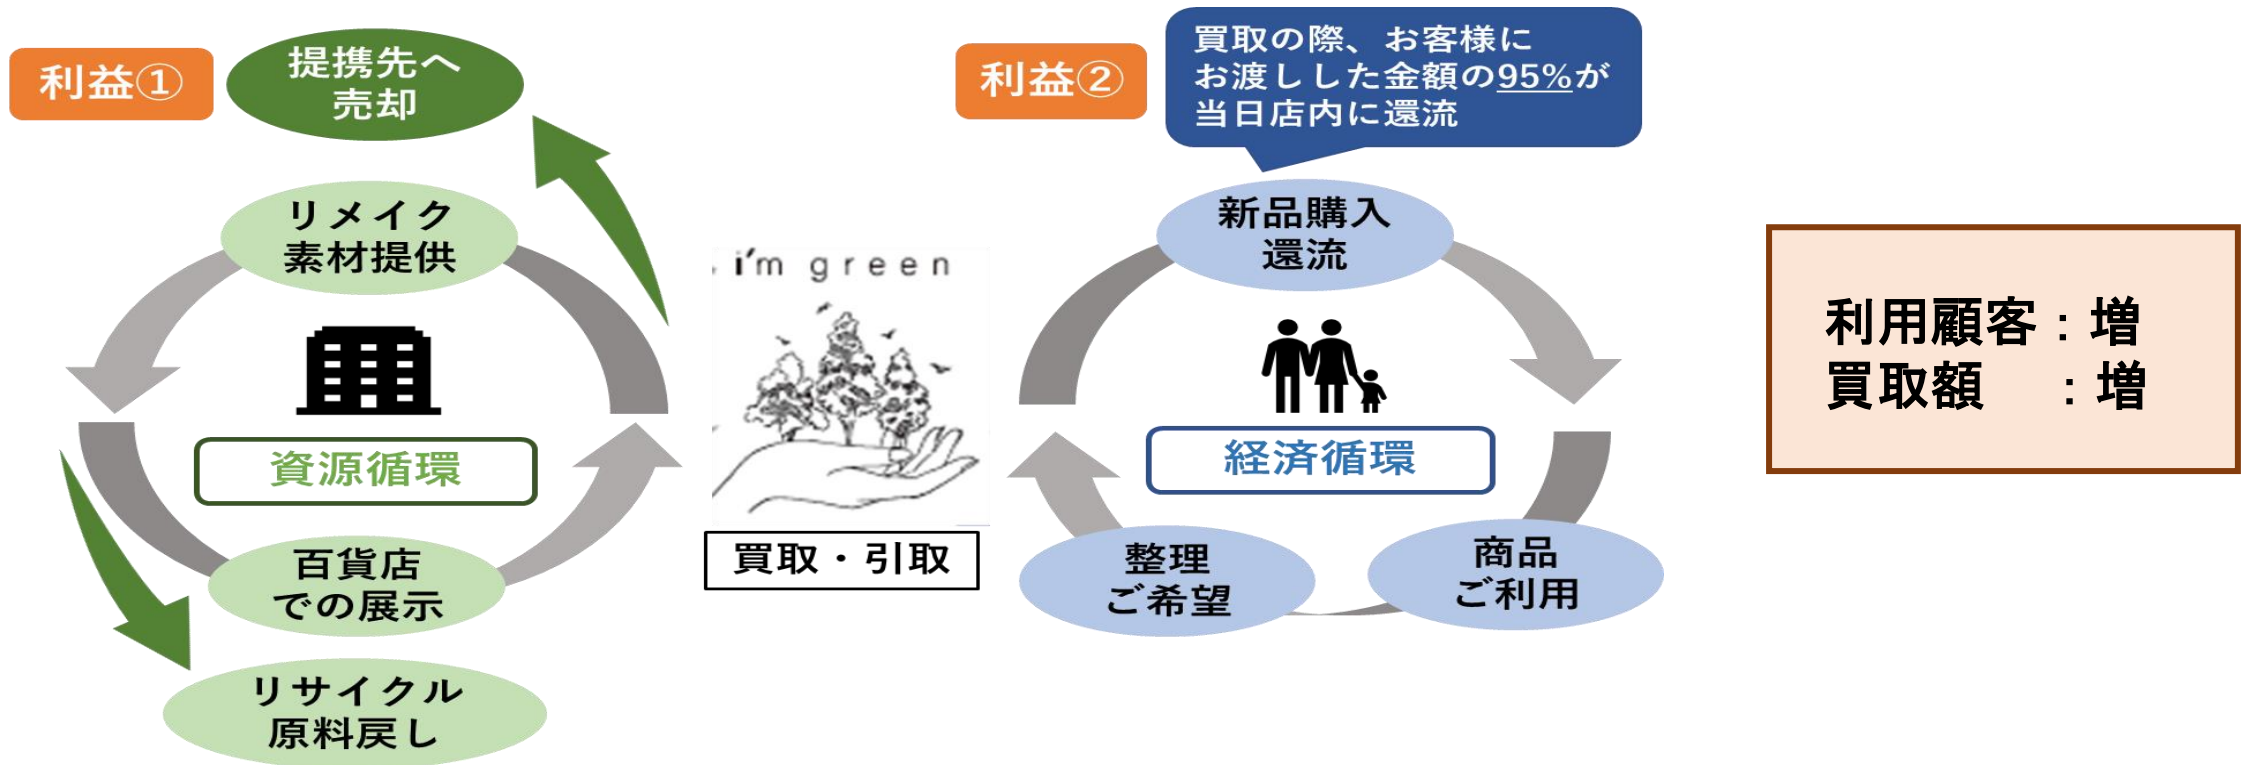 利益①
提携先へ
売却
リメイク
素材提供
資源循環
百貨店
での展示
リサイクル
原料戻し
i'm green
買取・引取
利益②
買取の際、お客様に
お渡しした金額の95%が
当日店内に還流
新品購入
還流
経済循環
整理
ご希望
商品
ご利用
利用顧客：増
買取額　：増